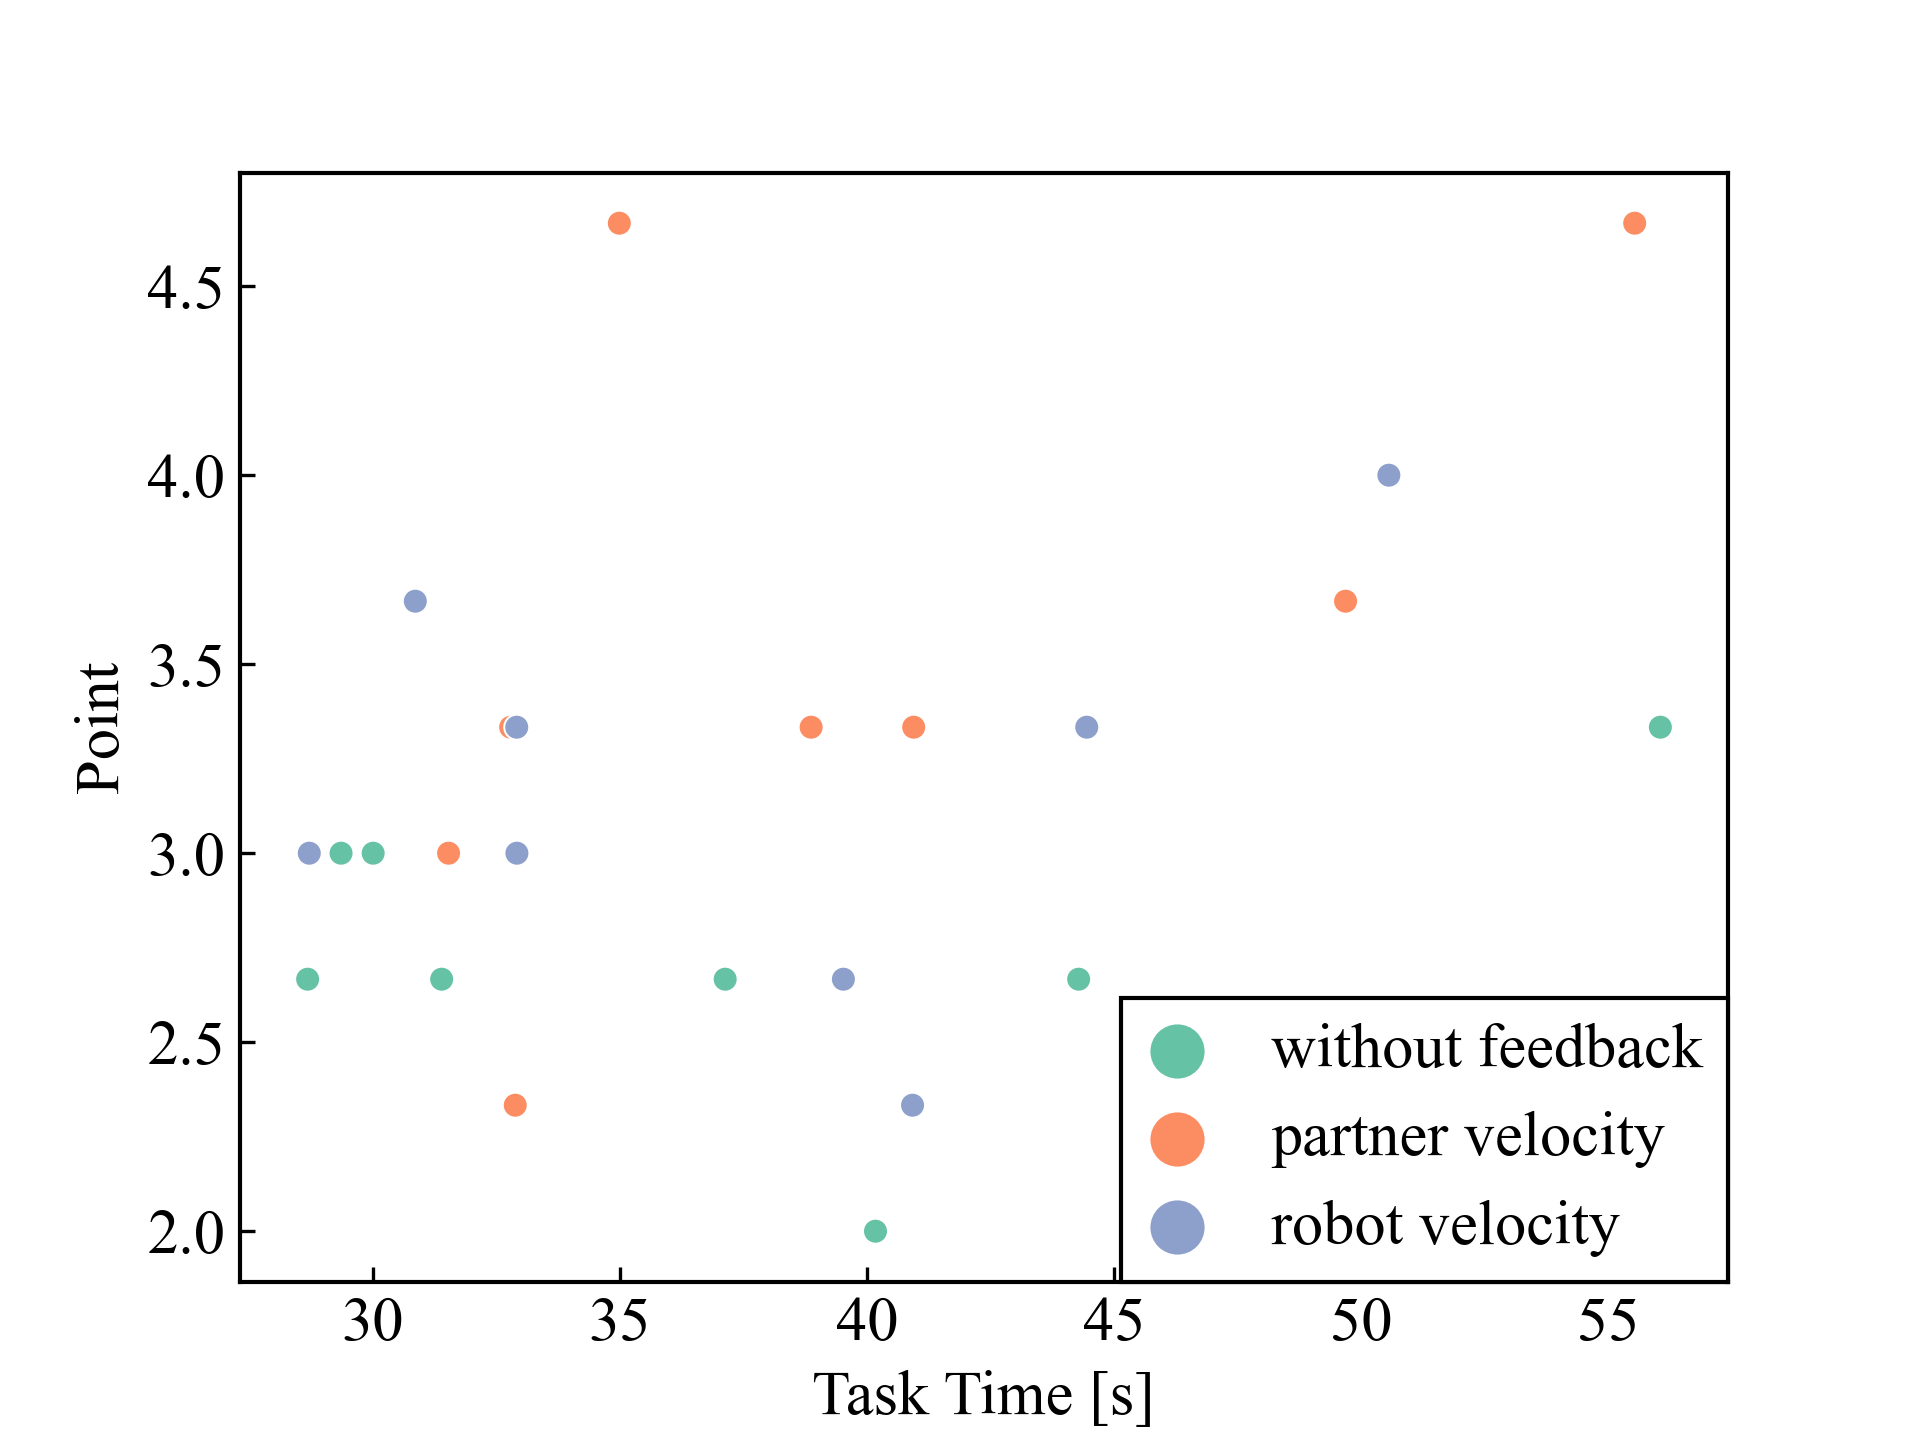 4.5
4.0
3.5
3.0
2.5
2.0
Point
30 35 40 45 50 55
Task Time [s]
without feedback
partner velocity
robot velocity